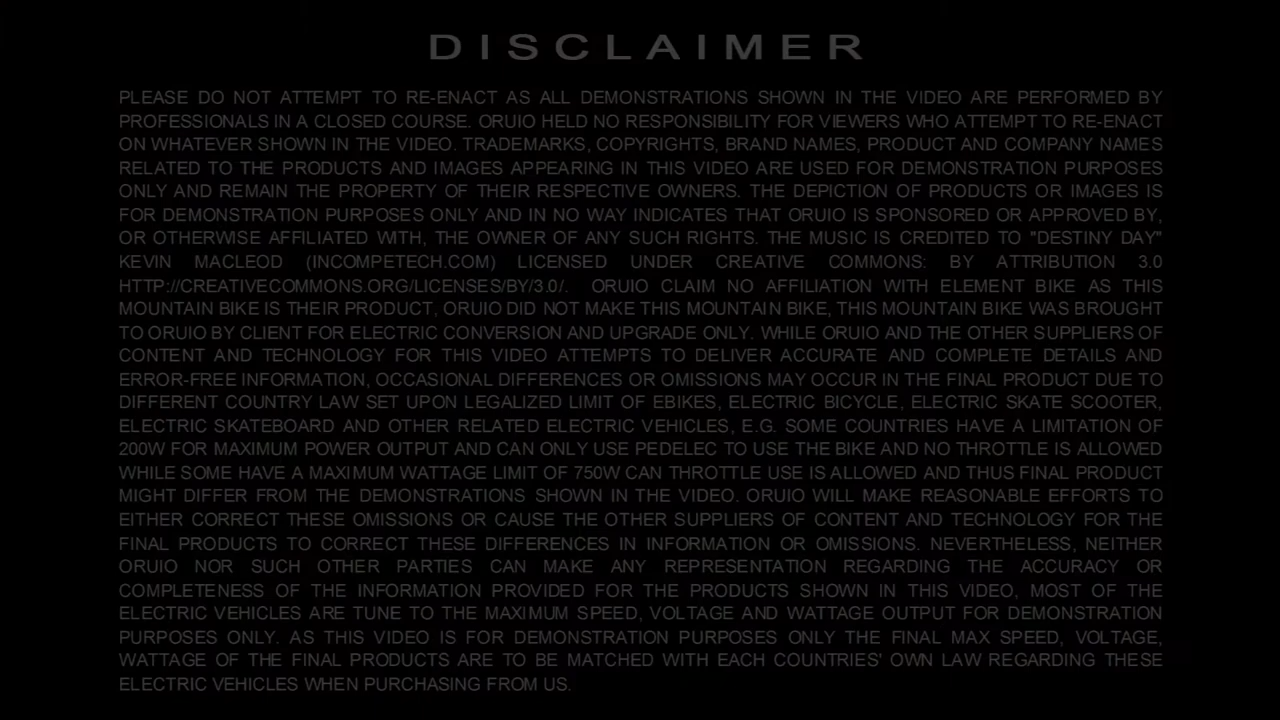 DISCLAIMER
PLEASE DO NOT ATTEMPT TO RE-ENACT AS ALL DEMONSTRATIONS SHOWN IN THE VIDEO ARE PERFORMED BY
PROFESSIONALS IN A CLOSED COURSE. ORUIO HELD NO RESPONSIBILITY FOR VIEWERS WHO ATTEMPT TO RE-ENACT
ON WHATEVER SHOWN IN THE VIDEO. TRADEMARKS, COPYRIGHTS, BRAND NAMES, PRODUCT AND COMPANY NAMES
RELATED TO THE PRODUCTS AND IMAGES APPEARING IN THIS VIDEO ARE USED FOR DEMONSTRATION PURPOSES
ONLY AND REMAIN THE PROPERTY OF THEIR RESPECTIVE OWNERS. THE DEPICTION OF PRODUCTS OR IMAGES IS
FOR DEMONSTRATION PURPOSES ONLY AND IN NO WAY INDICATES THAT ORUIO IS SPONSORED OR APPROVED BY,
OR OTHERWISE AFFILIATED WITH, THE OWNER OF ANY SUCH RIGHTS. THE MUSIC IS CREDITED TO "DESTINY DAY"
KEVIN MACLEOD (INCOMPETECH.COM) LICENSED UNDER CREATIVE COMMONS: BY ATTRIBUTION 3.0
HTTP://CREATIVECOMMONS.ORG/LICENSES/BY/3.0/. ORUIO CLAIM NO AFFILIATION WITH ELEMENT BIKE AS THIS
MOUNTAIN BIKE IS THEIR PRODUCT, ORUIO DID NOT MAKE THIS MOUNTAIN BIKE, THIS MOUNTAIN BIKE WAS BROUGHT
TO ORUIO BY CLIENT FOR ELECTRIC CONVERSION AND UPGRADE ONLY. WHILE ORUIO AND THE OTHER SUPPLIERS OF
CONTENT AND TECHNOLOGY FOR THIS VIDEO ATTEMPTS TO DELIVER ACCURATE AND COMPLETE DETAILS AND
ERROR-FREE INFORMATION, OCCASIONAL DIFFERENCES OR OMISSIONS MAY OCCUR IN THE FINAL PRODUCT DUE TO
DIFFERENT COUNTRY LAW SET UPON LEGALIZED LIMIT OF EBIKES, ELECTRIC BICYCLE, ELECTRIC SKATE SCOOTER,
ELECTRIC SKATEBOARD AND OTHER RELATED ELECTRIC VEHICLES, E.G. SOME COUNTRIES HAVE A LIMITATION OF
200W FOR MAXIMUM POWER OUTPUT AND CAN ONLY USE PEDELEC TO USE THE BIKE AND NO THROTTLE IS ALLOWED
WHILE SOME HAVE A MAXIMUM WATTAGE LIMIT OF 750W CAN THROTTLE USE IS ALLOWED AND THUS FINAL PRODUCT
MIGHT DIFFER FROM THE DEMONSTRATIONS SHOWN IN THE VIDEO. ORUIO WILL MAKE REASONABLE EFFORTS TO
EITHER CORRECT THESE OMISSIONS OR CAUSE THE OTHER SUPPLIERS OF CONTENT AND TECHNOLOGY FOR THE
FINAL PRODUCTS TO CORRECT THESE DIFFERENCES IN INFORMATION OR OMISSIONS. NEVERTHELESS, NEITHER
ORUIO NOR SUCH OTHER PARTIES CAN MAKE ANY REPRESENTATION REGARDING THE ACCURACY OR
COMPLETENESS OF THE INFORMATION PROVIDED FOR THE PRODUCTS SHOWN IN THIS VIDEO, MOST OF THE
ELECTRIC VEHICLES ARE TUNE TO THE MAXIMUM SPEED, VOLTAGE AND WATTAGE OUTPUT FOR DEMONSTRATION
PURPOSES ONLY. AS THIS VIDEO IS FOR DEMONSTRATION PURPOSES ONLY THE FINAL MAX SPEED, VOLTAGE,
WATTAGE OF THE FINAL PRODUCTS ARE TO BE MATCHED WITH EACH COUNTRIES' OWN LAW REGARDING THESE
ELECTRIC VEHICLES WHEN PURCHASING FROM US.